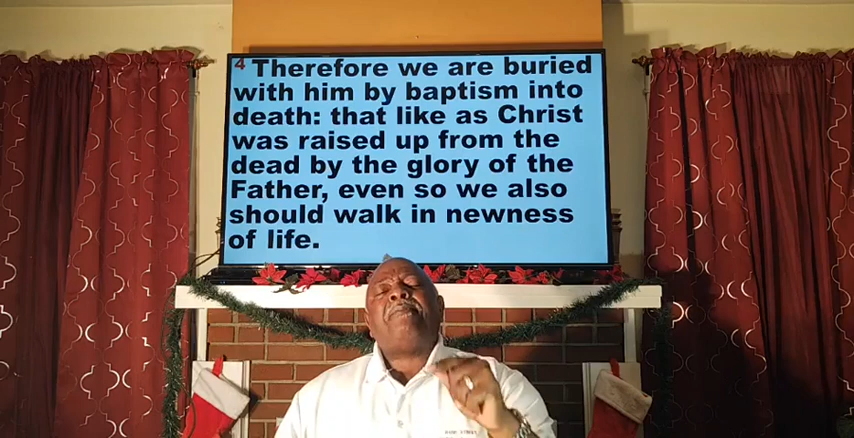 4 Therefore we are buried
with him by baptism into
death: that like as Christ
was raised up from the
dead by the glory of the
Father, even so we also
should walk in newness
of life.